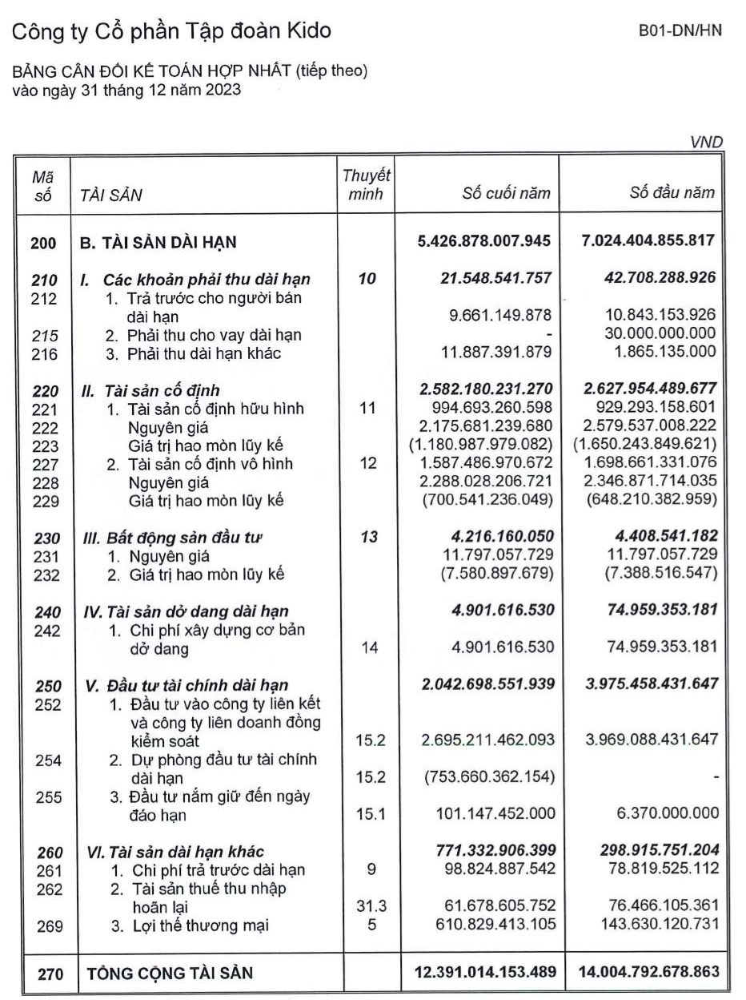 Công ty Cổ phần Tập đoàn Kido B01-DN/HN
BẢNG CÂN ĐỐI KẾ TOÁN HỢP NHẤT (tiếp theo)
vào ngày 31 tháng 12 năm 2023
VND
Mã số TÀI SẢN Thuyết minh Số cuối năm Số đầu năm
200 B. TÀI SẢN DÀI HẠN 5.426.878.007.945 7.024.404.855.817
210 I. Các khoản phải thu dài hạn 10 21.548.541.757 42.708.288.926
212 1. Trả trước cho người bán
dài hạn 9.661.149.878 10.843.153.926
215 2. Phải thu cho vay dài hạn - 30.000.000.000
216 3. Phải thu dài hạn khác 11.887.391.879 1.865.135.000
220 II. Tài sản cố định 2.582.180.231.270 2.627.954.489.677
221 1. Tài sản cố định hữu hình 11 994.693.260.598 929.293.158.601
222 Nguyên giá 2.175.681.239.680 2.579.537.008.222
223 Giá trị hao mòn lũy kế (1.180.987.979.082) (1.650.243.849.621)
227 2. Tài sản cố định vô hình 12 1.587.486.970.672 1.698.661.331.076
228 Nguyên giá 2.288.028.206.721 2.346.871.714.035
229 Giá trị hao mòn lũy kế (700.541.236.049) (648.210.382.959)
230 III. Bất động sản đầu tư 13 4.216.160.050 4.408.541.182
231 1. Nguyên giá 11.797.057.729 11.797.057.729
232 2. Giá trị hao mòn lũy kế (7.580.897.679) (7.388.516.547)
240 IV. Tài sản dở dang dài hạn 4.901.616.530 74.959.353.181
242 1. Chi phí xây dựng cơ bản
dở dang 14 4.901.616.530 74.959.353.181
250 V. Đầu tư tài chính dài hạn 2.042.698.551.939 3.975.458.431.647
252 1. Đầu tư vào công ty liên kết
và công ty liên doanh đồng
kiểm soát 15.2 2.695.211.462.093 3.969.088.431.647
254 2. Dự phòng đầu tư tài chính
dài hạn 15.2 (753.660.362.154) -
255 3. Đầu tư nắm giữ đến ngày
đáo hạn 15.1 101.147.452.000 6.370.000.000
260 VI. Tài sản dài hạn khác 771.332.906.399 298.915.751.204
261 1. Chi phí trả trước dài hạn 9 98.824.887.542 78.819.525.112
262 2. Tài sản thuế thu nhập
hoãn lại 31.3 61.678.605.752 76.466.105.361
269 3. Lợi thế thương mại 5 610.829.413.105 143.630.120.731
270 TỔNG CỘNG TÀI SẢN 12.391.014.153.489 14.004.792.678.863